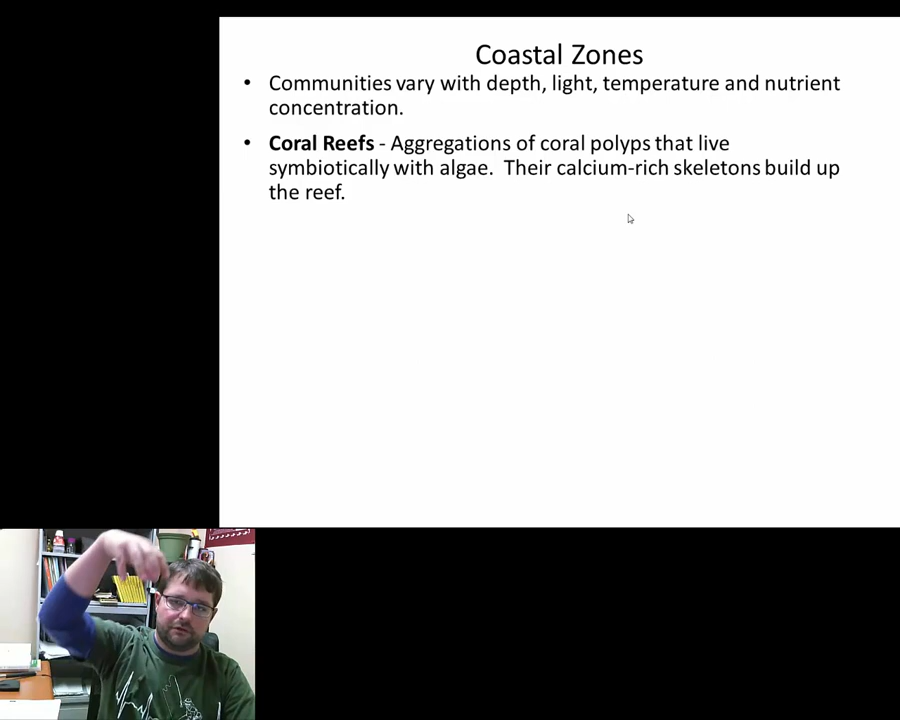 Coastal Zones
• Communities vary with depth, light, temperature and nutrient
concentration.
• Coral Reefs - Aggregations of coral polyps that live
symbiotically with algae.  Their calcium-rich skeletons build up
the reef.